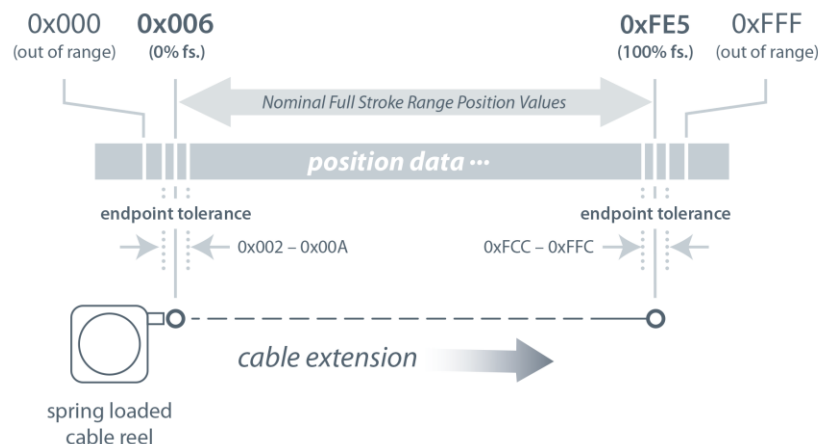 0x000 0x006 0xFE5 0xFFF
(out of range) (0% fs.) (100% fs.) (out of range)
Nominal Full Stroke Range Position Values
position data ···
endpoint tolerance endpoint tolerance
0x002 – 0x00A 0xFCC – 0xFFC
cable extension
spring loaded
cable reel